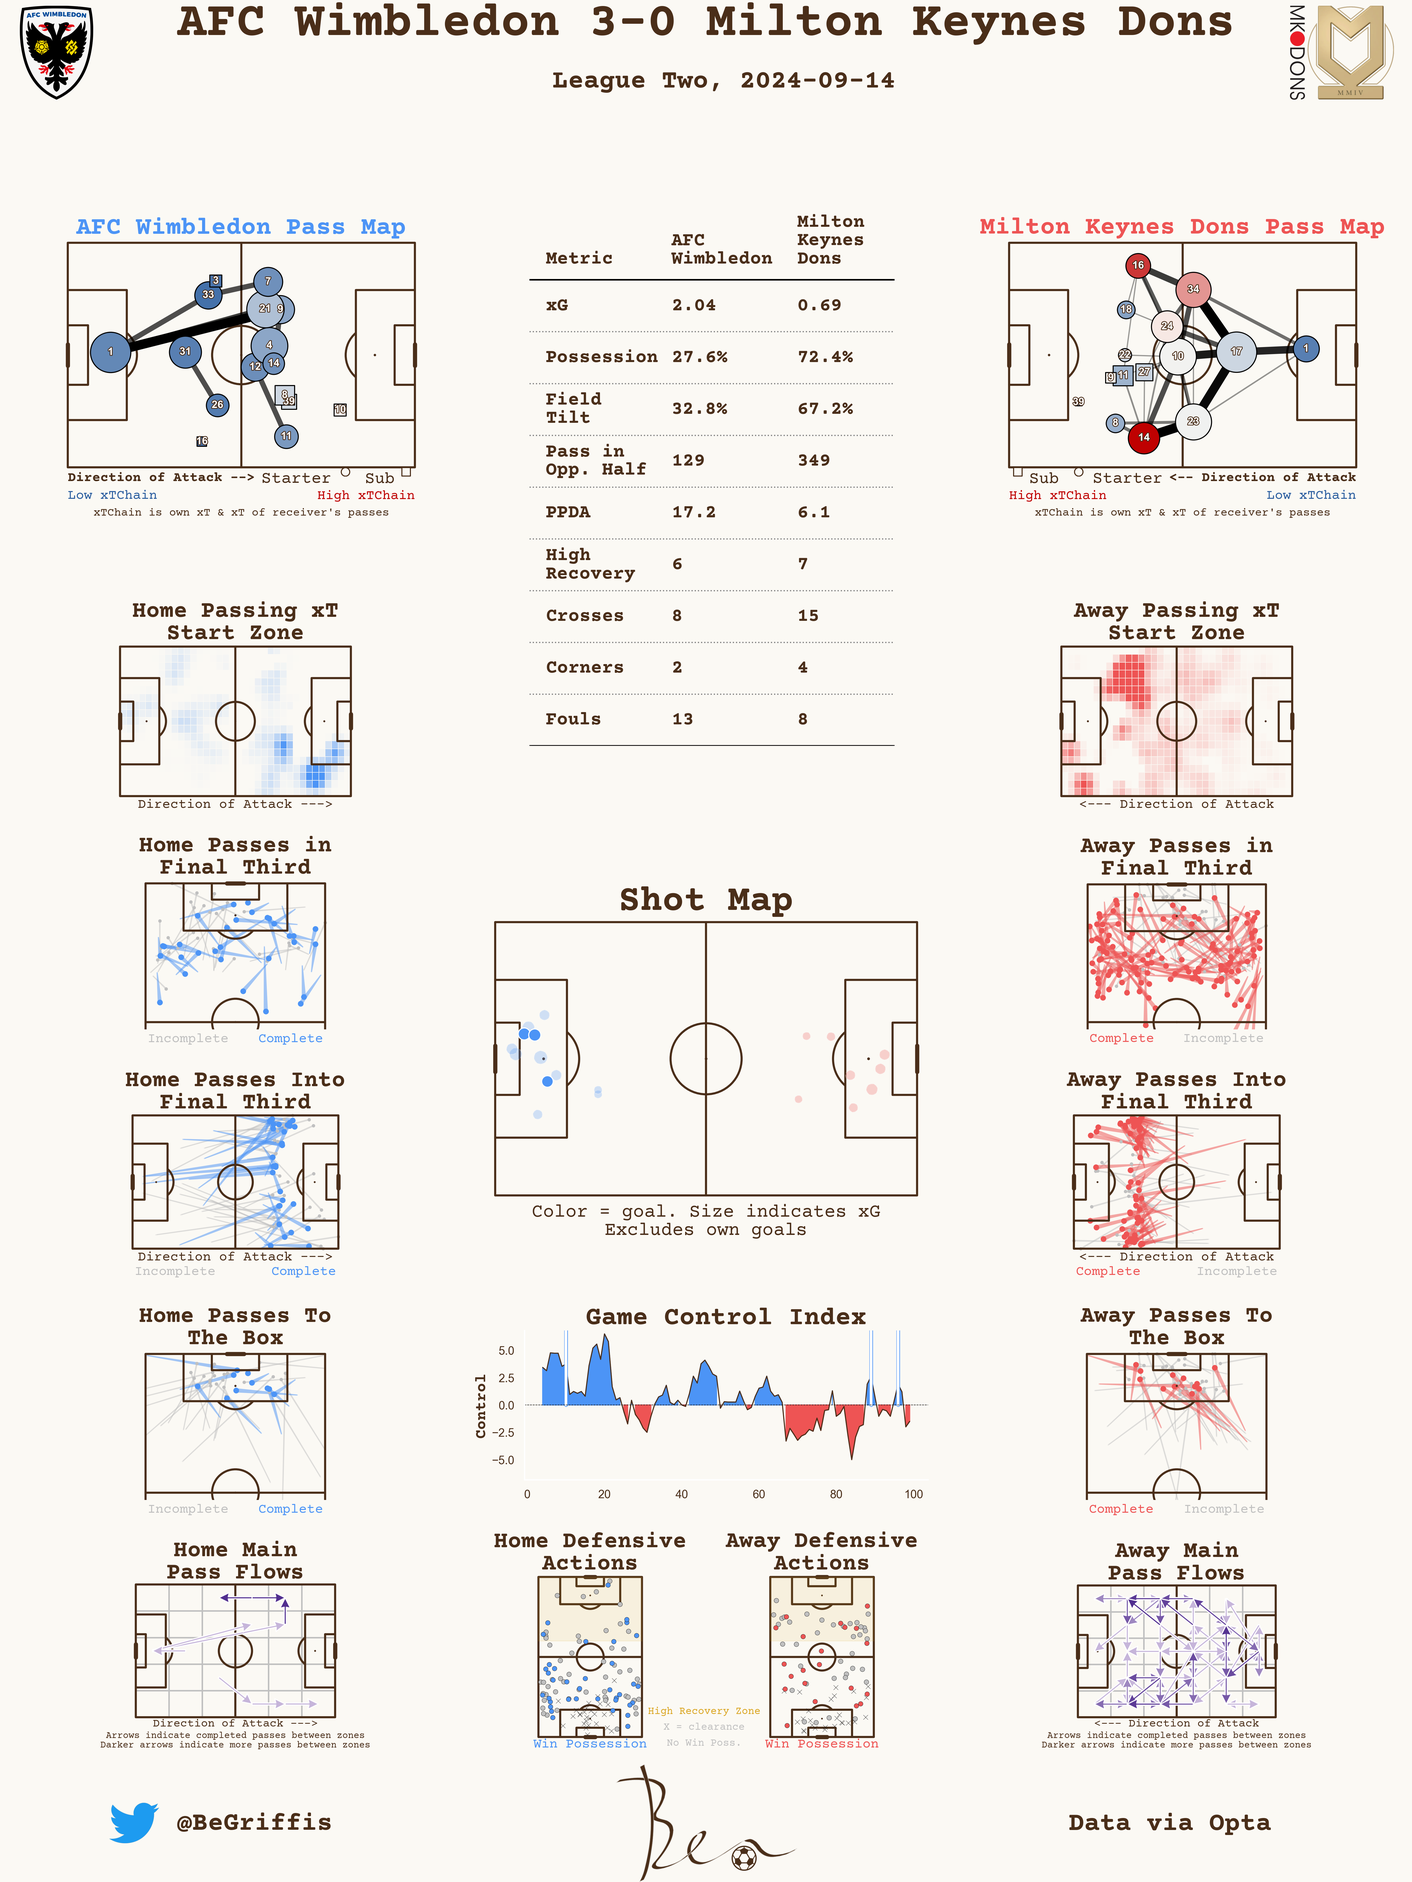 AFC WIMBLEDON
AFC Wimbledon 3-0 Milton Keynes Dons
League Two, 2024-09-14
MK DONS
MMIV
AFC Wimbledon Pass Map
3
7
33
21
9
1
31
4
12
14
8
39
26
10
11
16
Direction of Attack --> Starter Sub
Low xTChain High xTChain
xTChain is own xT & xT of receiver's passes
Metric AFC Wimbledon Milton Keynes Dons
xG 2.04 0.69
Possession 27.6% 72.4%
Field Tilt 32.8% 67.2%
Pass in Opp. Half 129 349
PPDA 17.2 6.1
High Recovery 6 7
Crosses 8 15
Corners 2 4
Fouls 13 8
Milton Keynes Dons Pass Map
16
34
18
24
22
10
17
1
9
11
27
39
8
23
14
Sub Starter <-- Direction of Attack
High xTChain Low xTChain
xTChain is own xT & xT of receiver's passes
Home Passing xT
Start Zone
Direction of Attack --->
Away Passing xT
Start Zone
<--- Direction of Attack
Home Passes in
Final Third
Incomplete Complete
Away Passes in
Final Third
Complete Incomplete
Shot Map
Color = goal. Size indicates xG
Excludes own goals
Home Passes Into
Final Third
Direction of Attack --->
Incomplete Complete
Away Passes Into
Final Third
<--- Direction of Attack
Complete Incomplete
Home Passes To
The Box
Incomplete Complete
Game Control Index
Control
5.0
2.5
0.0
−2.5
−5.0
0 20 40 60 80 100
Away Passes To
The Box
Complete Incomplete
Home Main
Pass Flows
Direction of Attack --->
Arrows indicate completed passes between zones
Darker arrows indicate more passes between zones
Home Defensive
Actions
Win Possession
Away Defensive
Actions
Win Possession
High Recovery Zone
X = clearance
No Win Poss.
Away Main
Pass Flows
<--- Direction of Attack
Arrows indicate completed passes between zones
Darker arrows indicate more passes between zones
@BeGriffis
Ben
Data via Opta